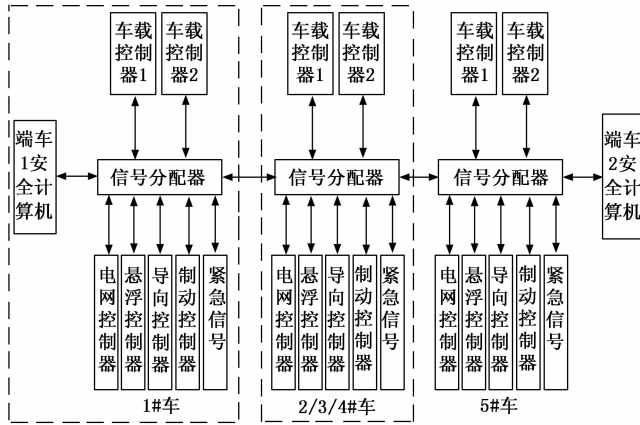 车载
控制
器1
车载
控制
器2
车载
控制
器1
车载
控制
器2
车载
控制
器1
车载
控制
器2
端车
1安
全计
算机
信号分配器
信号分配器
信号分配器
端车
2安
全计
算机
电网控制器
悬浮控制器
导向控制器
制动控制器
紧急信号
电网控制器
悬浮控制器
导向控制器
制动控制器
紧急信号
电网控制器
悬浮控制器
导向控制器
制动控制器
紧急信号
1#车
2/3/4#车
5#车